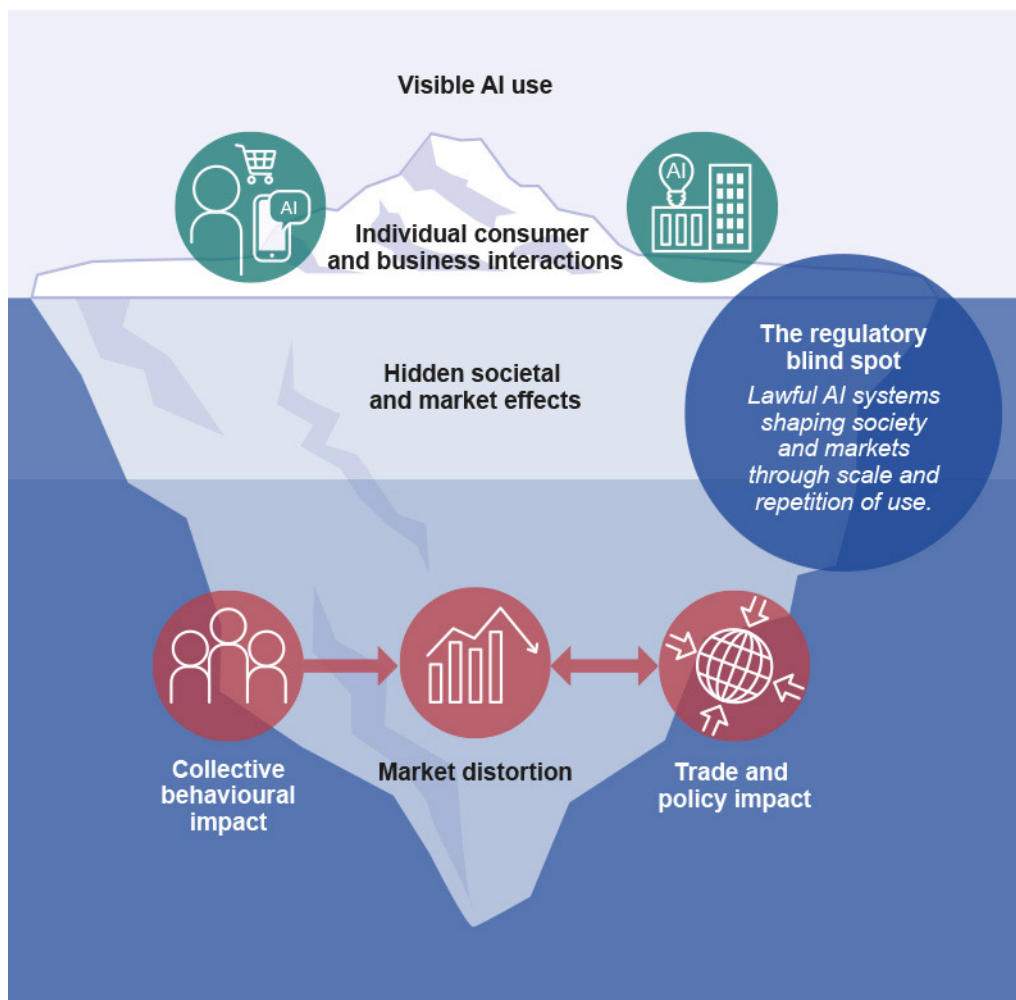 Visible AI use
AI
AI
Individual consumer
and business interactions
The regulatory
blind spot
Lawful AI systems
shaping society
and markets
through scale and
repetition of use.
Hidden societal
and market effects
Collective
behavioural
impact
Market distortion
Trade and
policy impact